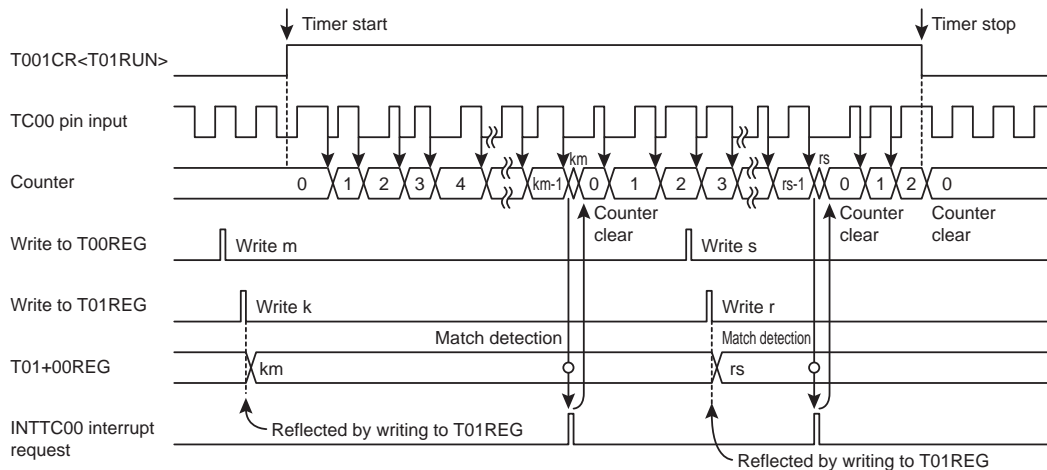 Timer start
Timer stop
T001CR<T01RUN>
TC00 pin input
km
rs
Counter
0 1 2 3 4 km-1 0 1 2 3 rs-1 0 1 2 0
Counter clear
Counter clear
Counter clear
Write to T00REG
Write m
Write s
Write to T01REG
Write k
Write r
Match detection
Match detection
T01+00REG
km
rs
Reflected by writing to T01REG
INTTC00 interrupt
request
Reflected by writing to T01REG